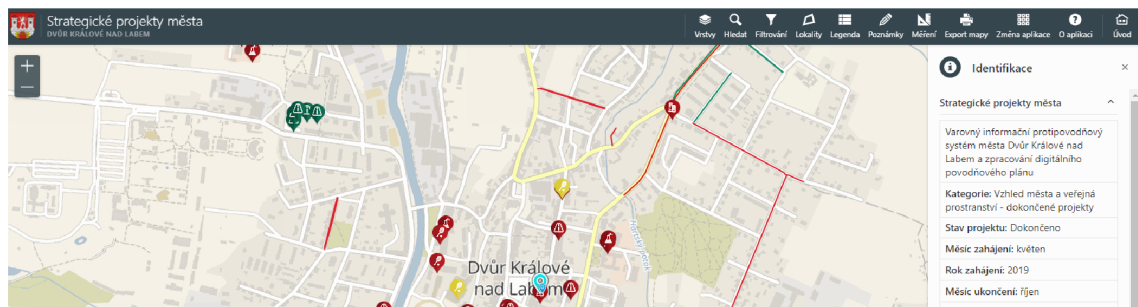 Strategické projekty města
DVŮR KRÁLOVÉ NAD LABEM
Vrstvy Hledat Filtrování Lokality Legenda Poznámky Měření Export mapy Změna aplikace O aplikaci Úvod
+
−
Identifikace ×
Strategické projekty města
Varovný informační protipovodňový
systém města Dvůr Králové nad
Labem a zpracování digitálního
povodňového plánu
Kategorie: Vzhled města a veřejná
prostranství - dokončené projekty
Stav projektu: Dokončeno
Měsíc zahájení: květen
Rok zahájení: 2019
Měsíc ukončení: říjen
Hartský potok
Dvůr Králové
nad Labem